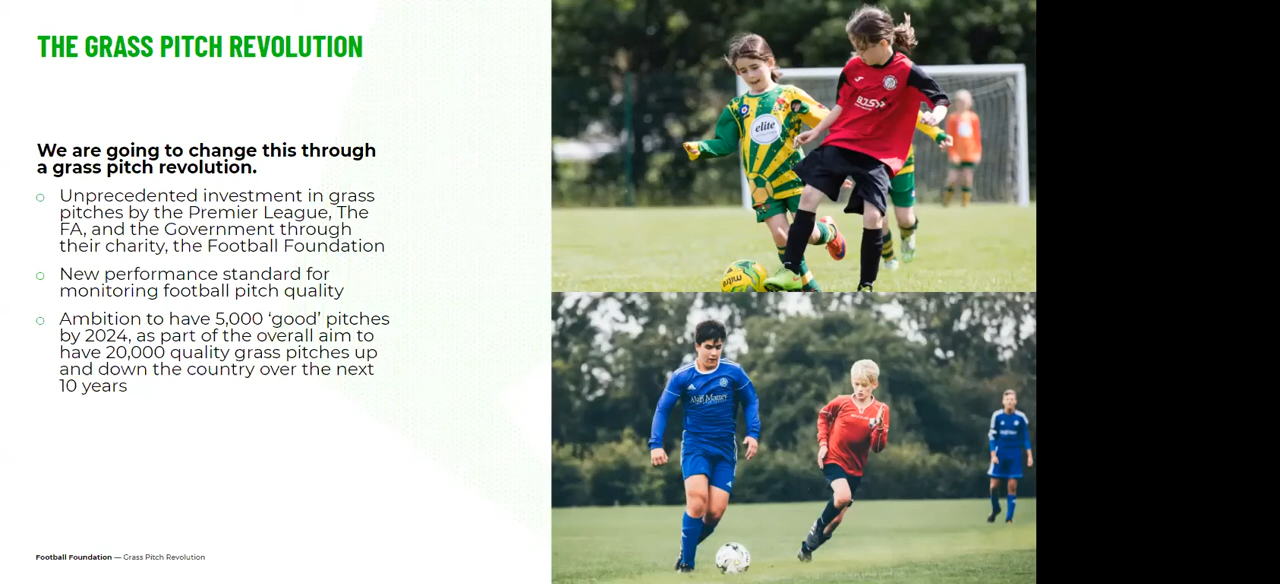 THE GRASS PITCH REVOLUTION
We are going to change this through
a grass pitch revolution.
Unprecedented investment in grass
pitches by the Premier League, The
FA, and the Government through
their charity, the Football Foundation
New performance standard for
monitoring football pitch quality
Ambition to have 5,000 ‘good’ pitches
by 2024, as part of the overall aim to
have 20,000 quality grass pitches up
and down the country over the next
10 years
Football Foundation — Grass Pitch Revolution
elite
mitre